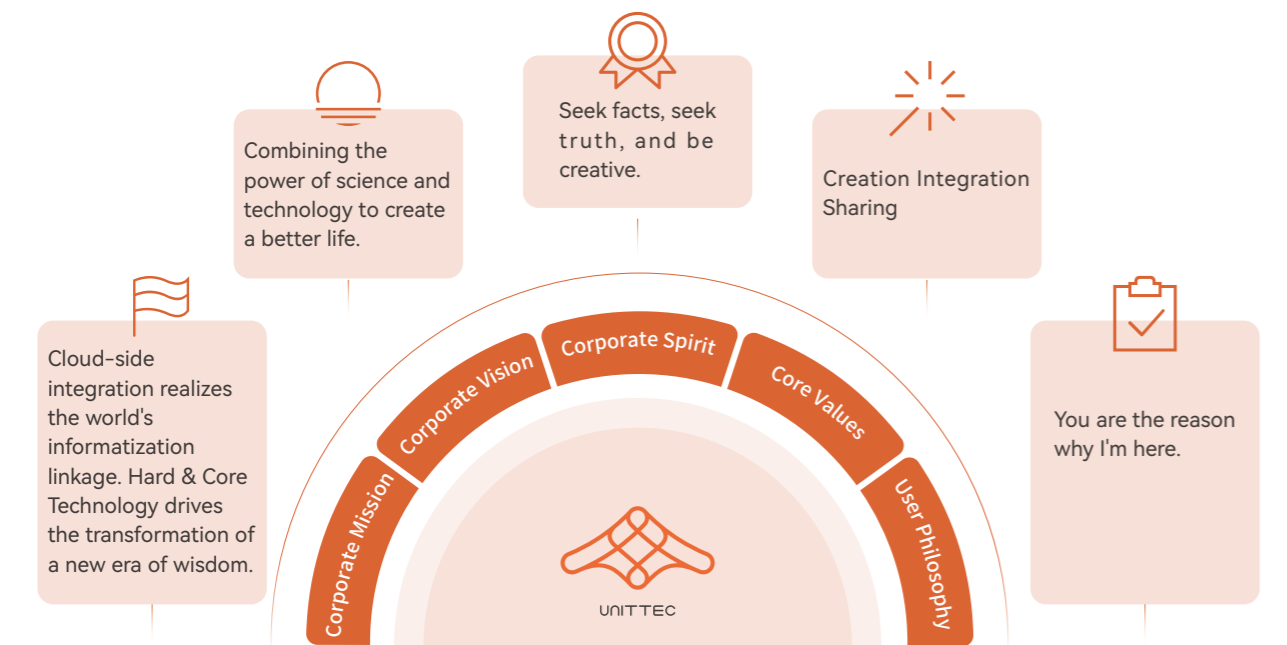 Seek facts, seek
truth, and be
creative.
Combining the
power of science and
technology to create
a better life.
Creation Integration
Sharing
Cloud-side
integration realizes
the world's
informatization
linkage. Hard & Core
Technology drives
the transformation of
a new era of wisdom.
You are the reason
why I'm here.
Corporate Mission
Corporate Vision
Corporate Spirit
Core Values
User Philosophy
UNITTEC